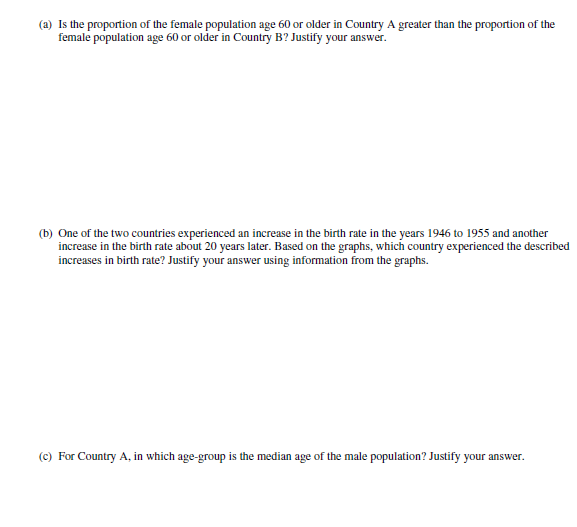 (a) Is the proportion of the female population age 60 or older in Country A greater than the proportion of the
female population age 60 or older in Country B? Justify your answer.
(b) One of the two countries experienced an increase in the birth rate in the years 1946 to 1955 and another
increase in the birth rate about 20 years later. Based on the graphs, which country experienced the described
increases in birth rate? Justify your answer using information from the graphs.
(c) For Country A, in which age-group is the median age of the male population? Justify your answer.